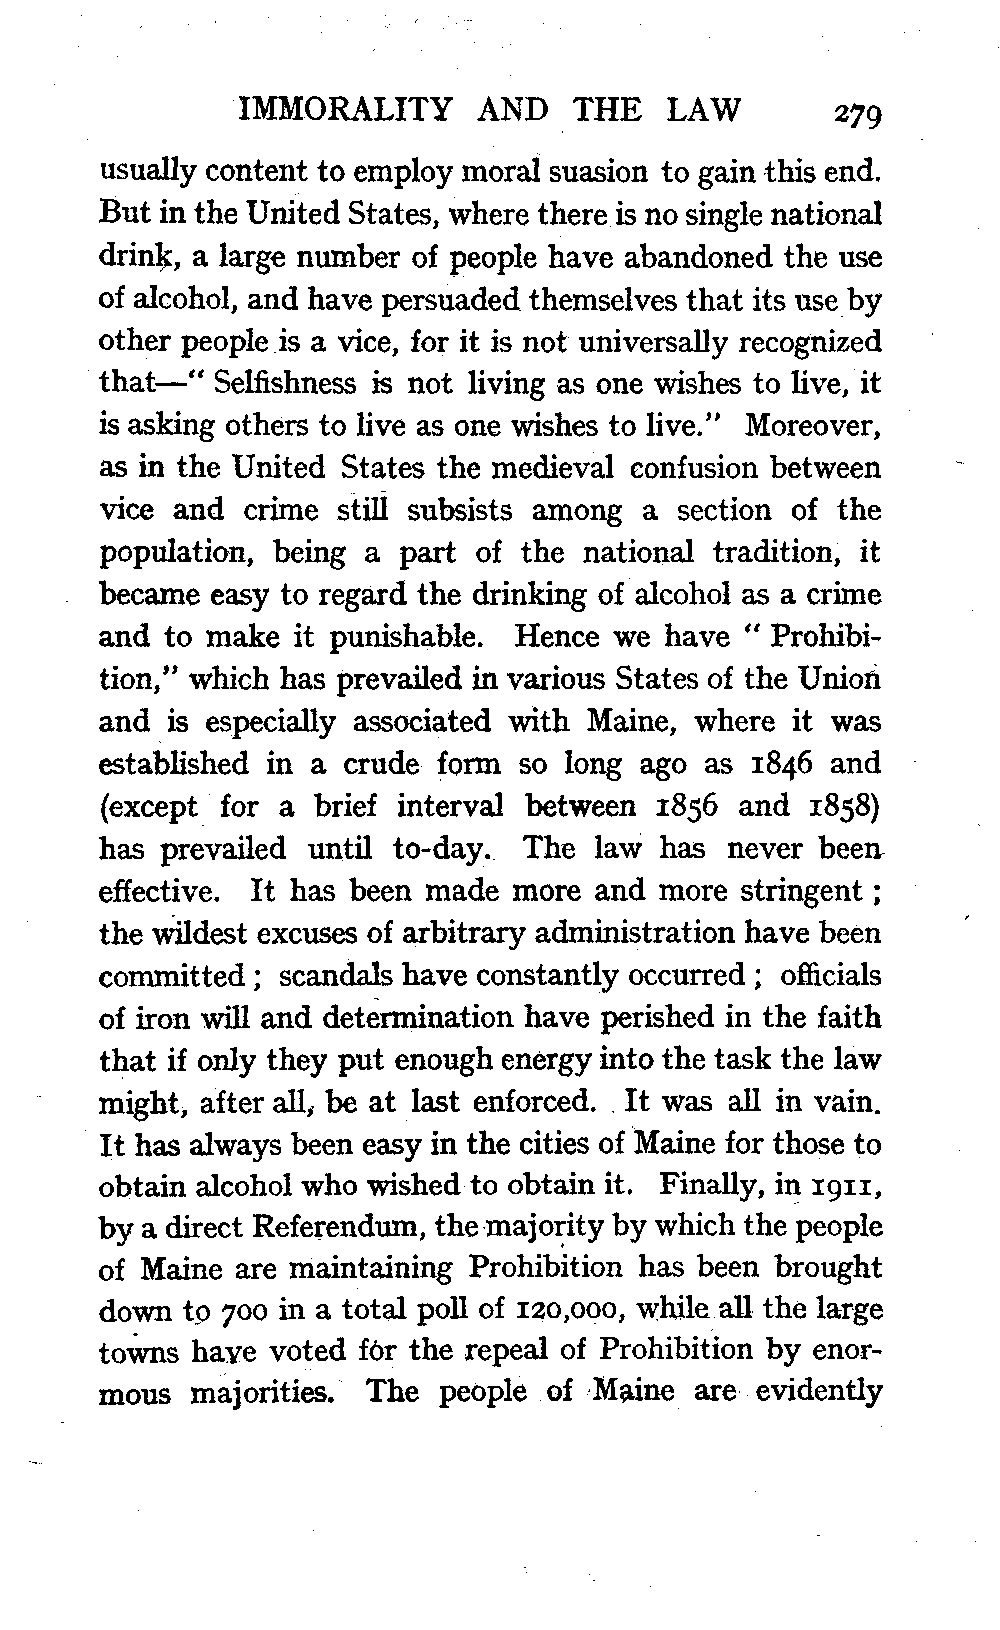 IMMORALITY AND THE LAW 279
usually content to employ moral suasion to gain this end.
But in the United States, where there is no single national
drink, a large number of people have abandoned the use
of alcohol, and have persuaded themselves that its use by
other people is a vice, for it is not universally recognized
that—“ Selfishness is not living as one wishes to live, it
is asking others to live as one wishes to live.” Moreover,
as in the United States the medieval confusion between
vice and crime still subsists among a section of the
population, being a part of the national tradition, it
became easy to regard the drinking of alcohol as a crime
and to make it punishable. Hence we have “ Prohibi-
tion,” which has prevailed in various States of the Union
and is especially associated with Maine, where it was
established in a crude form so long ago as 1846 and
(except for a brief interval between 1856 and 1858)
has prevailed until to-day. The law has never been
effective. It has been made more and more stringent ;
the wildest excuses of arbitrary administration have been
committed ; scandals have constantly occurred ; officials
of iron will and determination have perished in the faith
that if only they put enough energy into the task the law
might, after all, be at last enforced. It was all in vain.
It has always been easy in the cities of Maine for those to
obtain alcohol who wished to obtain it. Finally, in 1911,
by a direct Referendum, the majority by which the people
of Maine are maintaining Prohibition has been brought
down to 700 in a total poll of 120,000, while all the large
towns have voted for the repeal of Prohibition by enor-
mous majorities. The people of Maine are evidently